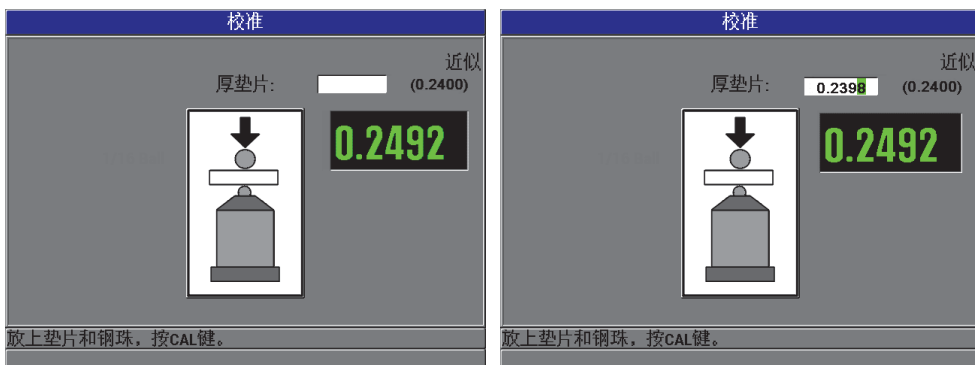 校准
近似
厚垫片:
(0.2400)
0.2492
放上垫片和钢珠，按CAL键。
校准
近似
厚垫片: 0.2398 (0.2400)
0.2492
放上垫片和钢珠，按CAL键。